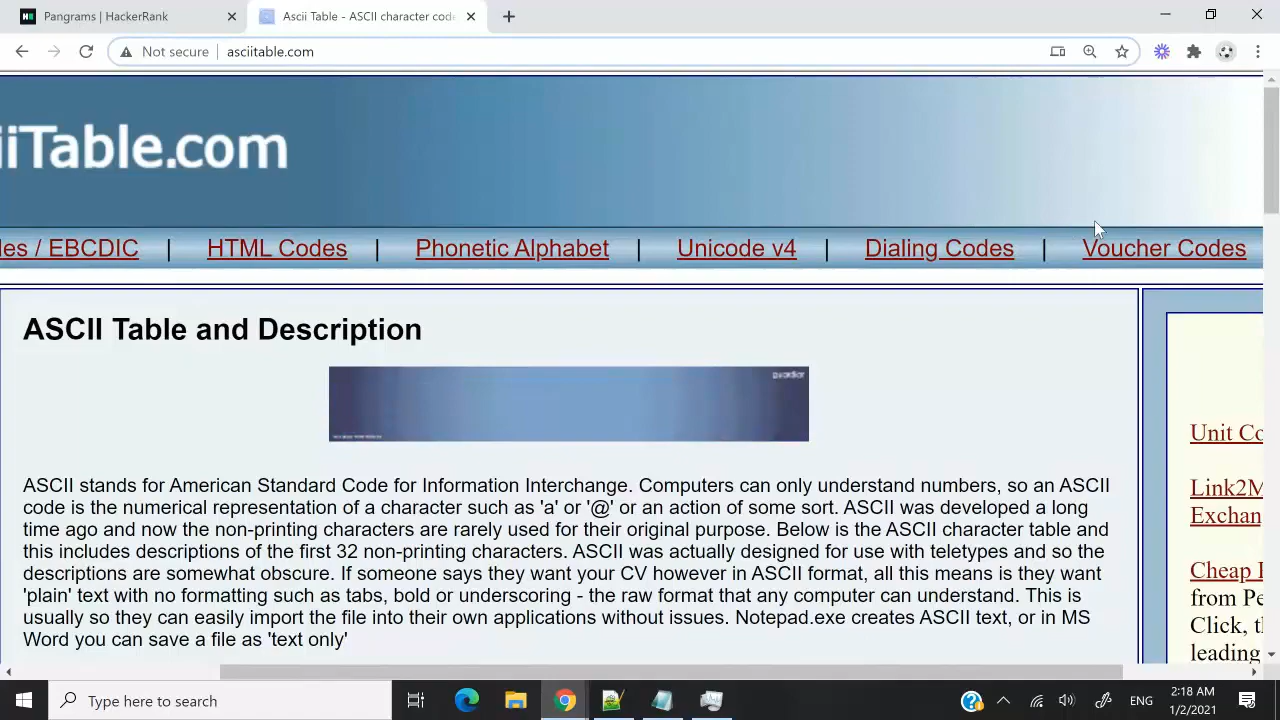 Pangrams | HackerRank
Ascii Table - ASCII character code
Not secure
asciitable.com
iiTable.com
les / EBCDIC | HTML Codes | Phonetic Alphabet | Unicode v4 | Dialing Codes | Voucher Codes
ASCII Table and Description
guardian
ASCII stands for American Standard Code for Information Interchange. Computers can only understand numbers, so an ASCII
code is the numerical representation of a character such as 'a' or '@' or an action of some sort. ASCII was developed a long
time ago and now the non-printing characters are rarely used for their original purpose. Below is the ASCII character table and
this includes descriptions of the first 32 non-printing characters. ASCII was actually designed for use with teletypes and so the
descriptions are somewhat obscure. If someone says they want your CV however in ASCII format, all this means is they want
'plain' text with no formatting such as tabs, bold or underscoring - the raw format that any computer can understand. This is
usually so they can easily import the file into their own applications without issues. Notepad.exe creates ASCII text, or in MS
Word you can save a file as 'text only'
Unit Co
Link2M
Exchan
Cheap
from Pe
Click, t
leading
Type here to search
ENG
2:18 AM
1/2/2021